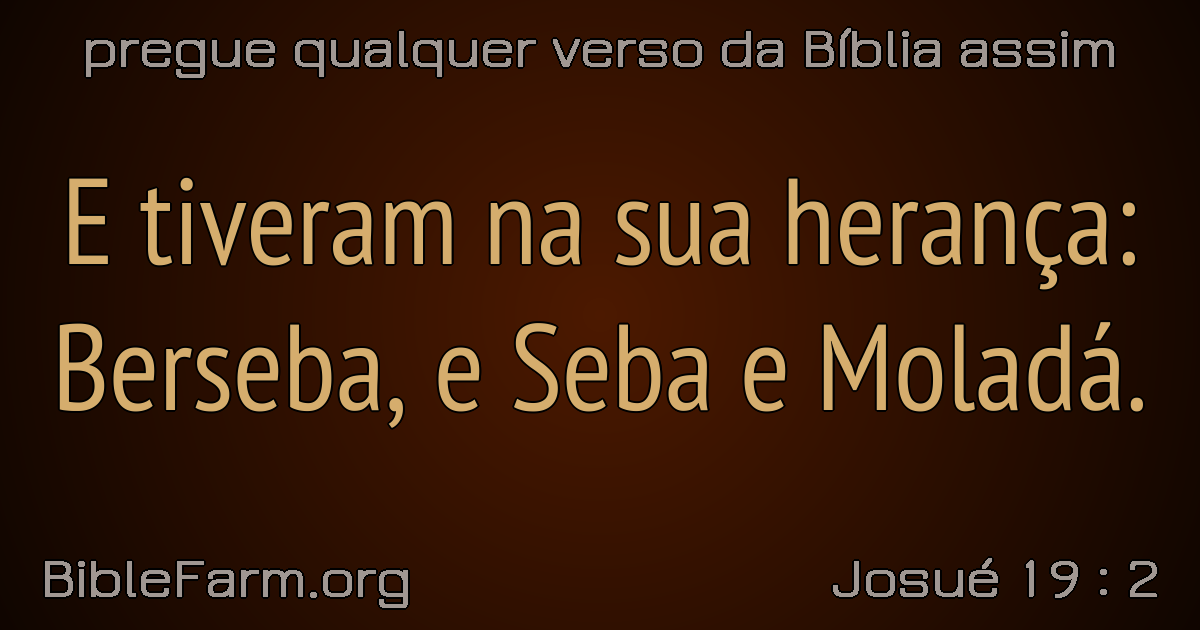 pregue qualquer verso da Bíblia assim
E tiveram na sua herança:
Berseba, e Seba e Moladá.
BibleFarm.org
Josué 19 : 2